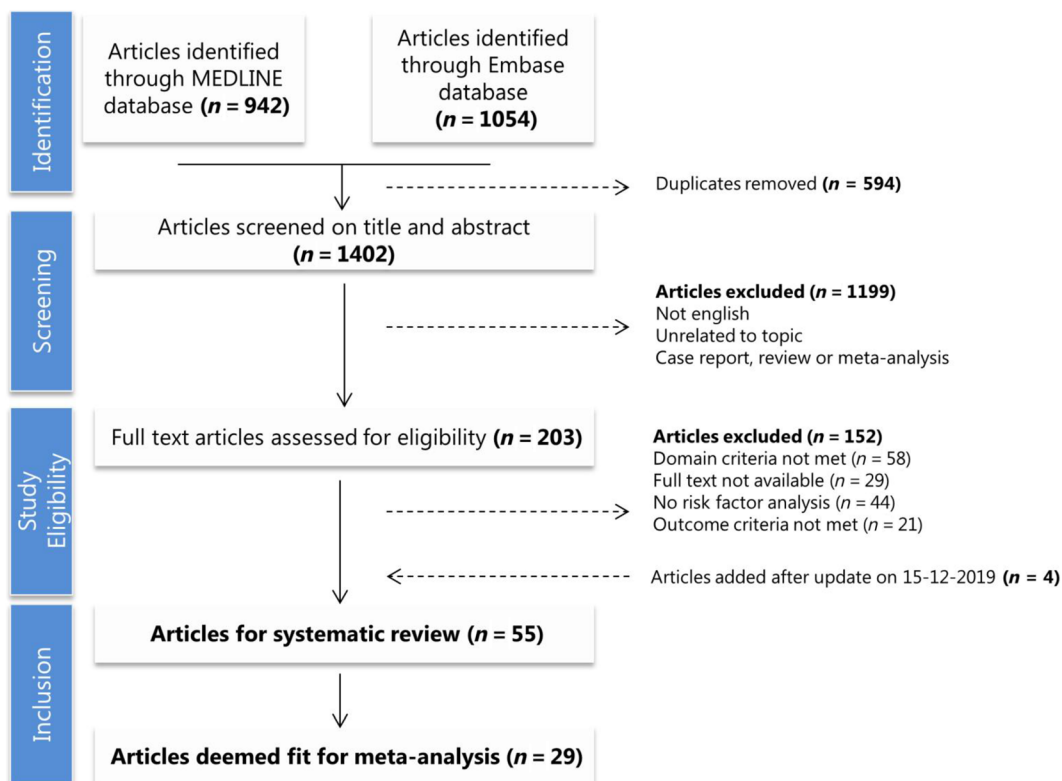 Identification
Articles identified
through MEDLINE
database (n = 942)
Articles identified
through Embase
database
(n = 1054)
Duplicates removed (n = 594)
Screening
Articles screened on title and abstract
(n = 1402)
Articles excluded (n = 1199)
Not english
Unrelated to topic
Case report, review or meta-analysis
Study
Eligibility
Full text articles assessed for eligibility (n = 203)
Articles excluded (n = 152)
Domain criteria not met (n = 58)
Full text not available (n = 29)
No risk factor analysis (n = 44)
Outcome criteria not met (n = 21)
Articles added after update on 15-12-2019 (n = 4)
Inclusion
Articles for systematic review (n = 55)
Articles deemed fit for meta-analysis (n = 29)